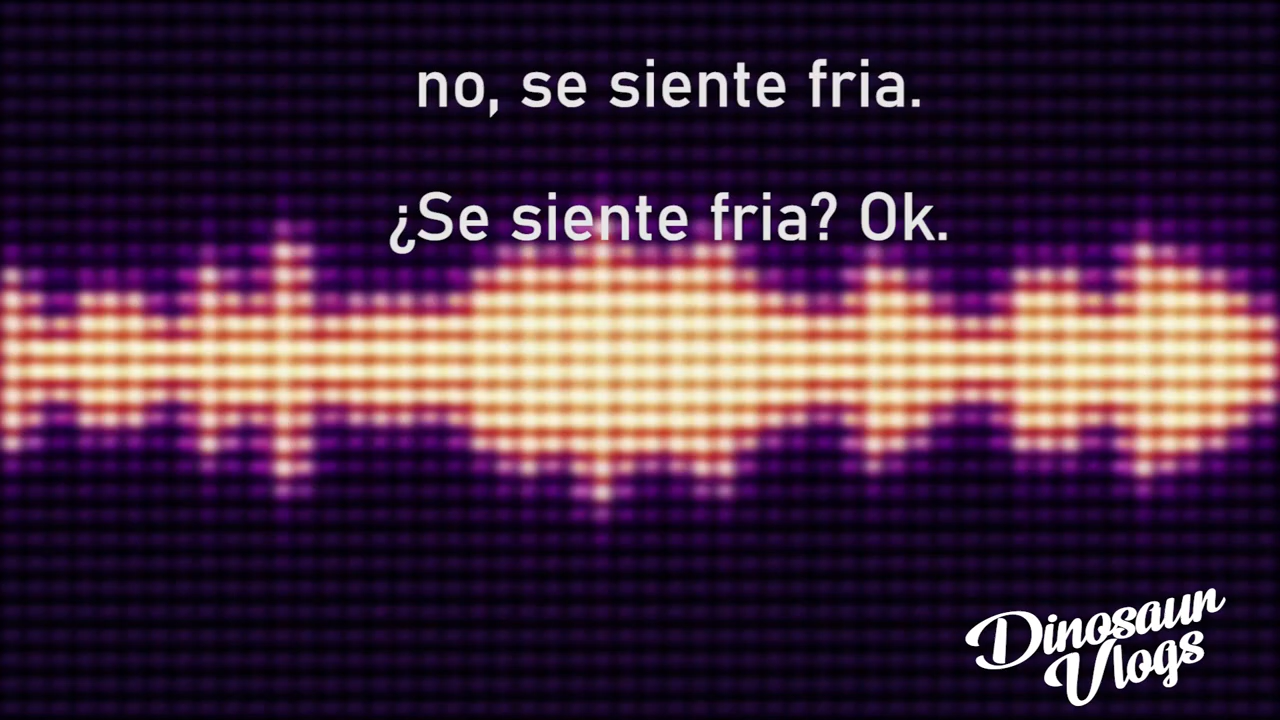 no, se siente fria.
¿Se siente fria? Ok.
Dinosaur
Vlogs